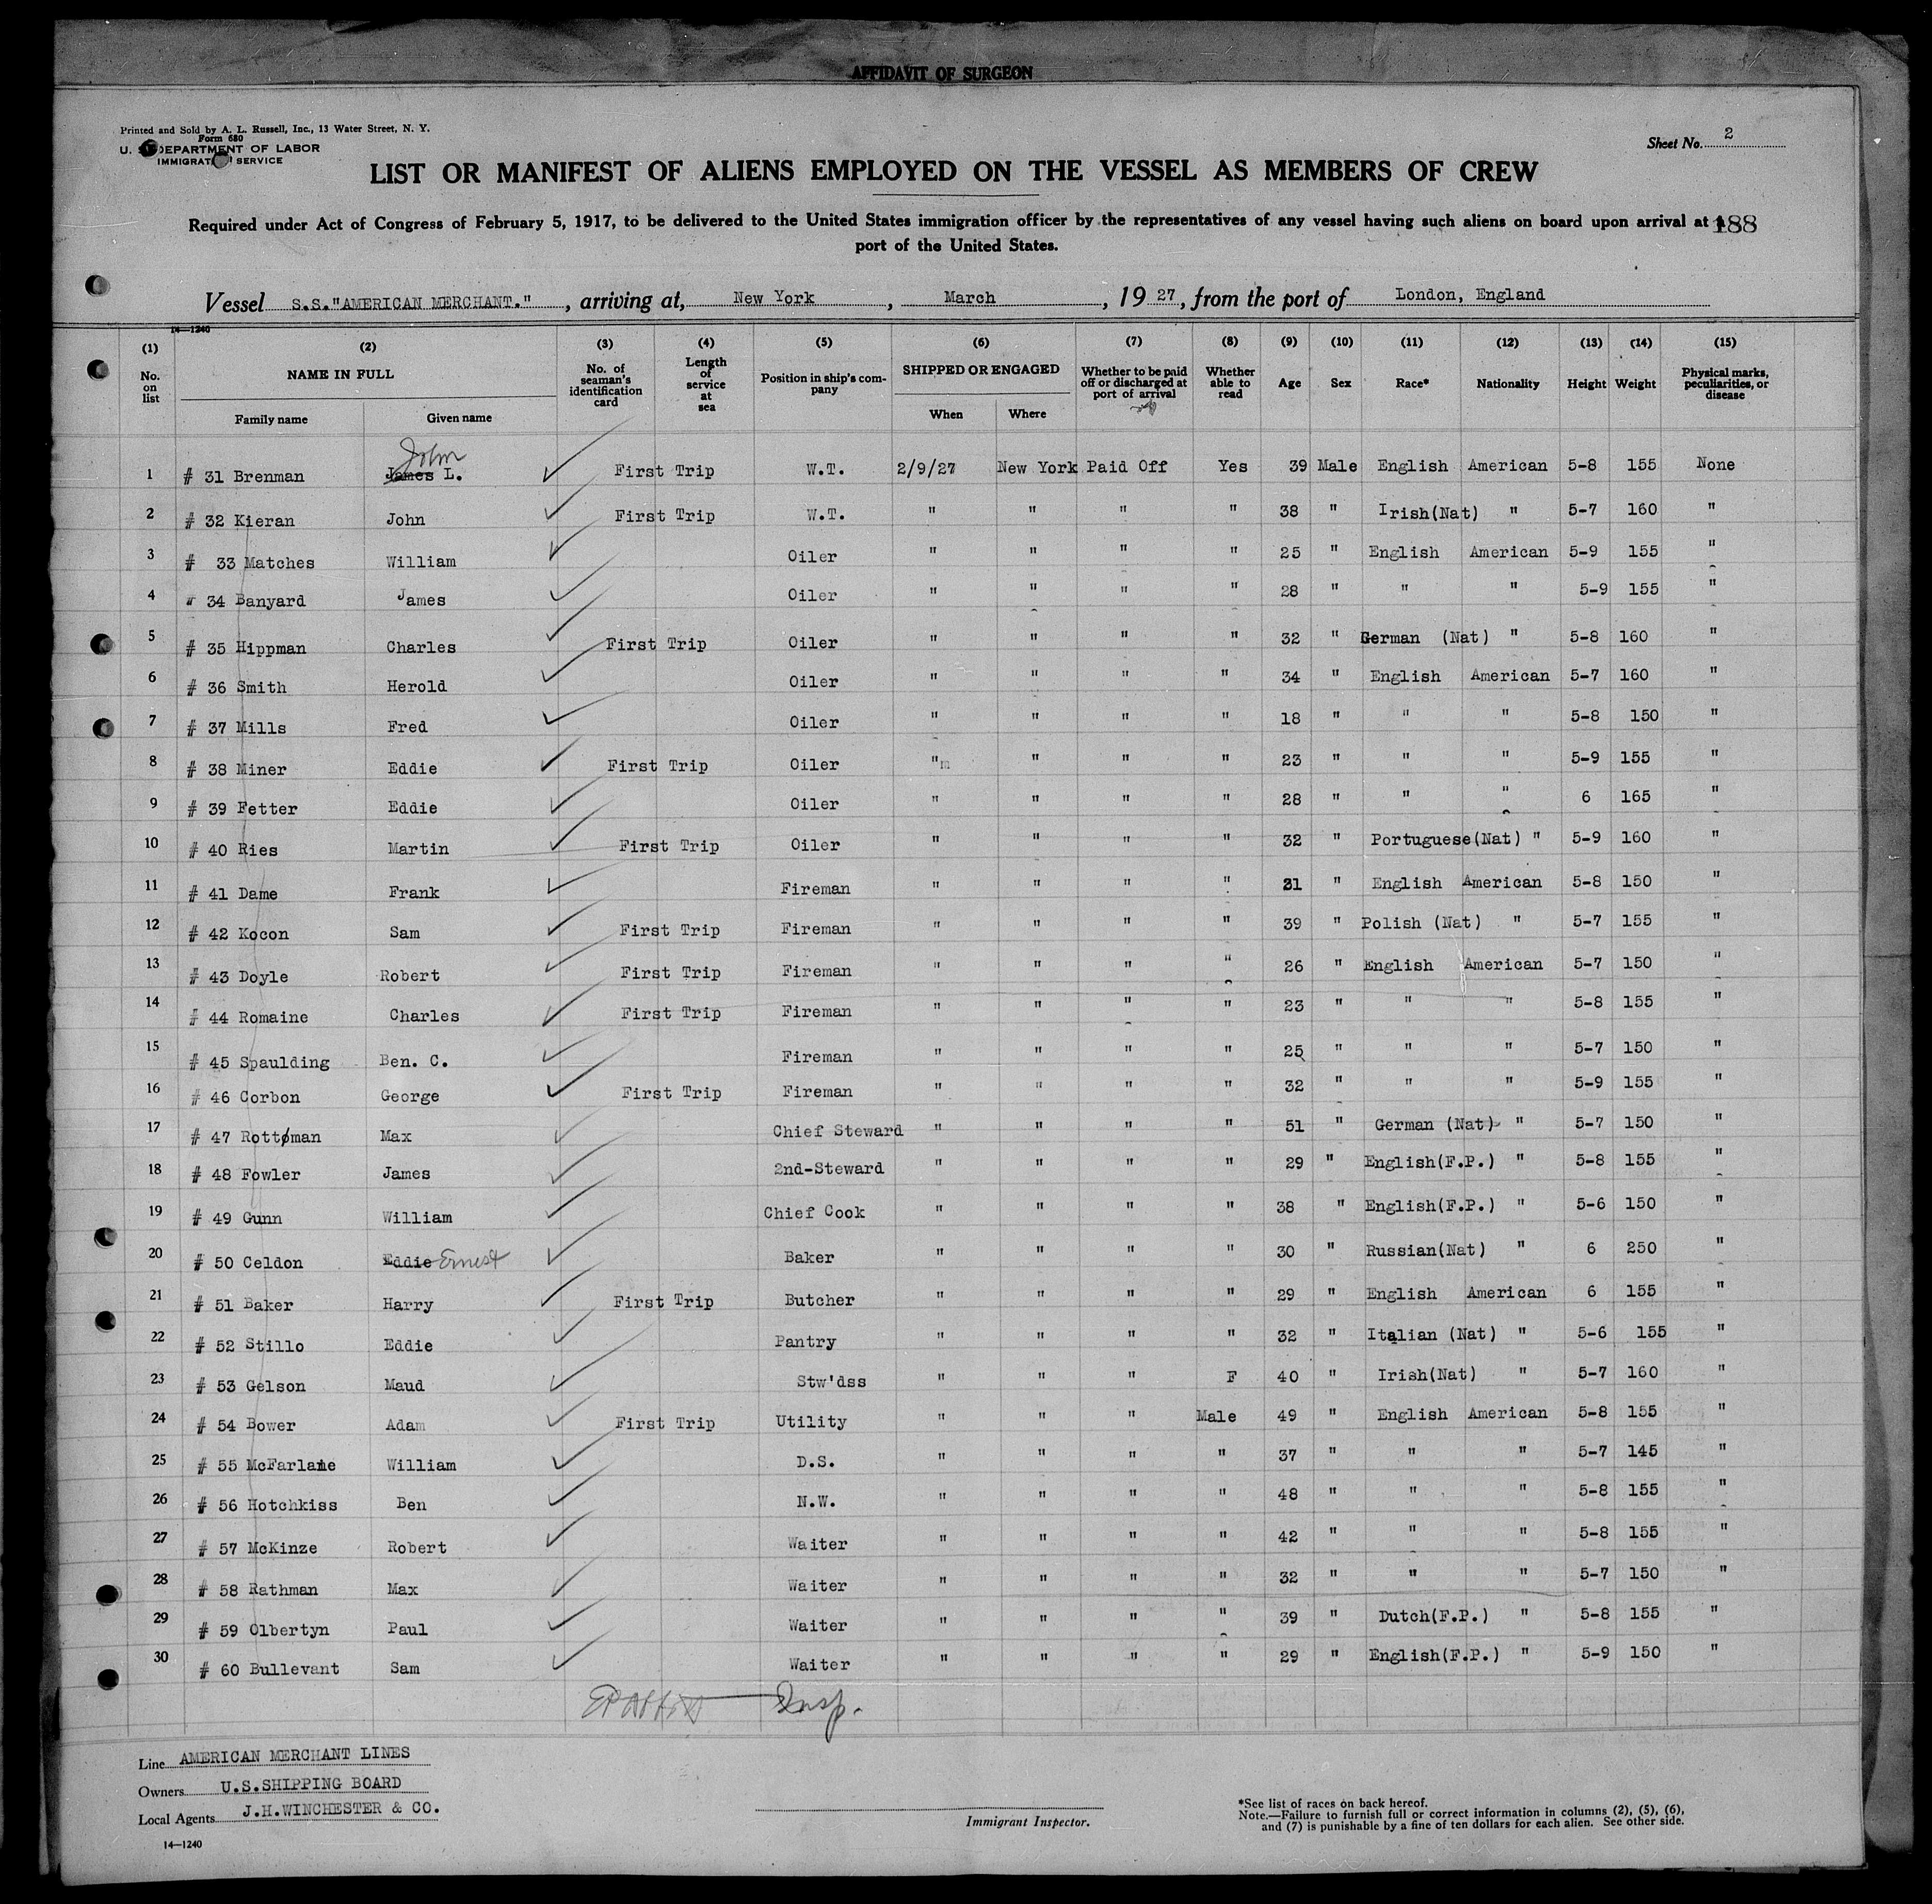 AFFIDAVIT OF SURGEON
Printed and Sold by A. L. Russell, Inc., 13 Water Street, N. Y.
Form 680
U. S. DEPARTMENT OF LABOR
IMMIGRATION SERVICE
Sheet No. 2
LIST OR MANIFEST OF ALIENS EMPLOYED ON THE VESSEL AS MEMBERS OF CREW
Required under Act of Congress of February 5, 1917, to be delivered to the United States immigration officer by the representatives of any vessel having such aliens on board upon arrival at a 188
port of the United States.
Vessel S.S."AMERICAN MERCHANT.", arriving at, New York, March, 19 27, from the port of London, England
14—1240
(1) (2) (3) (4) (5) (6) (7) (8) (9) (10) (11) (12) (13) (14) (15)
No. on list NAME IN FULL Family name Given name No. of seaman's identification card Length of service at sea Position in ship's company SHIPPED OR ENGAGED When Where Whether to be paid off or discharged at port of arrival Whether able to read Age Sex Race* Nationality Height Weight Physical marks, peculiarities, or disease
1 # 31 Brenman James John L. First Trip W.T. 2/9/27 New York Paid Off Yes 39 Male English American 5-8 155 None
2 # 32 Kieran John First Trip W.T. " " " " 38 " Irish(Nat) " 5-7 160 "
3 # 33 Matches William Oiler " " " " 25 " English American 5-9 155 "
4 # 34 Banyard James Oiler " " " " 28 " " " 5-9 155 "
5 # 35 Hippman Charles First Trip Oiler " " " " 32 " German (Nat) " 5-8 160 "
6 # 36 Smith Herold Oiler " " " " 34 " English American 5-7 160 "
7 # 37 Mills Fred Oiler " " " " 18 " " " 5-8 150 "
8 # 38 Miner Eddie First Trip Oiler " " " " 23 " " " 5-9 155 "
9 # 39 Fetter Eddie Oiler " " " " 28 " " " 6 165 "
10 # 40 Ries Martin First Trip Oiler " " " " 32 " Portuguese(Nat) " 5-9 160 "
11 # 41 Dame Frank Fireman " " " " 21 " English American 5-8 150 "
12 # 42 Kocon Sam First Trip Fireman " " " " 39 " Polish (Nat) " 5-7 155 "
13 # 43 Doyle Robert First Trip Fireman " " " " 26 " English American 5-7 150 "
14 # 44 Romaine Charles First Trip Fireman " " " " 23 " " " 5-8 155 "
15 # 45 Spaulding Ben. C. Fireman " " " " 25 " " " 5-7 150 "
16 # 46 Corbon George First Trip Fireman " " " " 32 " " " 5-9 155 "
17 # 47 Rottman Max Chief Steward " " " " 51 " German (Nat) " 5-7 150 "
18 # 48 Fowler James 2nd-Steward " " " " 29 " English(F.P.) " 5-8 155 "
19 # 49 Gunn William Chief Cook " " " " 38 " English(F.P.) " 5-6 150 "
20 # 50 Celdon Eddie Ernest Baker " " " " 30 " Russian(Nat) " 6 250 "
21 # 51 Baker Harry First Trip Butcher " " " " 29 " English American 6 155 "
22 # 52 Stillo Eddie Pantry " " " " 32 " Italian (Nat) " 5-6 155 "
23 # 53 Gelson Maud Stw'dss " " " F 40 " Irish(Nat) " 5-7 160 "
24 # 54 Bower Adam First Trip Utility " " " Male 49 " English American 5-8 155 "
25 # 55 McFarlane William D.S. " " " " 37 " " " 5-7 145 "
26 # 56 Hotchkiss Ben N.W. " " " " 48 " " " 5-8 155 "
27 # 57 McKinze Robert Waiter " " " " 42 " " " 5-8 155 "
28 # 58 Rathman Max Waiter " " " " 32 " " " 5-7 150 "
29 # 59 Olbertyn Paul Waiter " " " " 39 " Dutch(F.P.) " 5-8 155 "
30 # 60 Bullevant Sam Waiter " " " " 29 " English(F.P.) " 5-9 150 "
Insp.
Line AMERICAN MERCHANT LINES
Owners U.S.SHIPPING BOARD
Local Agents J.H.WINCHESTER & CO.
14—1240
Immigrant Inspector.
*See list of races on back hereof.
Note.—Failure to furnish full or correct information in columns (2), (5), (6),
and (7) is punishable by a fine of ten dollars for each alien. See other side.